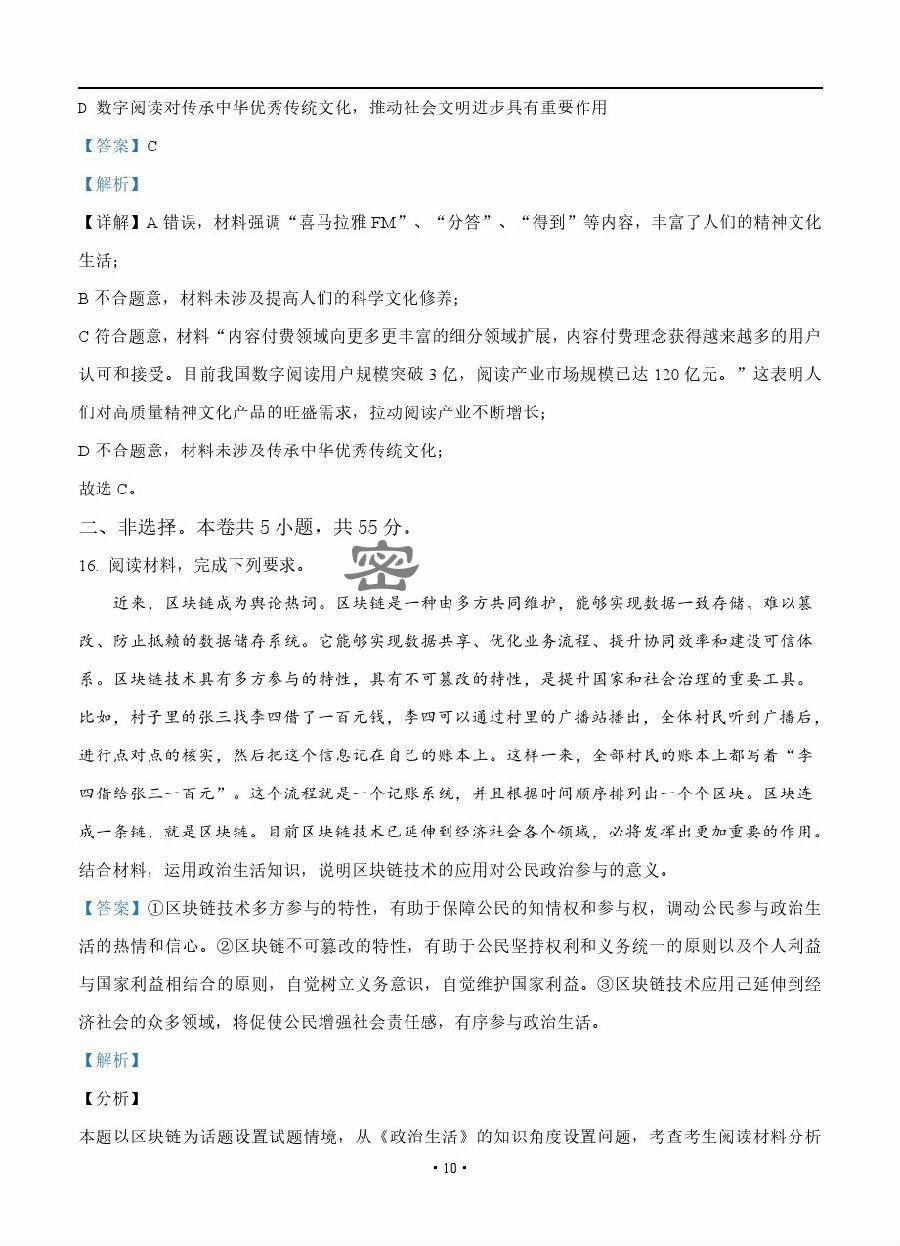 D 数字阅读对传承中华优秀传统文化，推动社会文明进步具有重要作用
【答案】C
【解析】
【详解】A 错误，材料强调“喜马拉雅 FM”、“分答”、“得到”等内容，丰富了人们的精神文化
生活；
B 不合题意，材料未涉及提高人们的科学文化修养；
C 符合题意，材料“内容付费领域向更多更丰富的细分领域扩展，内容付费理念获得越来越多的用户
认可和接受。目前我国数字阅读用户规模突破 3 亿，阅读产业市场规模已达 120 亿元。”这表明人
们对高质量精神文化产品的旺盛需求，拉动阅读产业不断增长；
D 不合题意，材料未涉及传承中华优秀传统文化；
故选 C。
二、非选择。本卷共 5 小题，共 55 分．
16. 阅读材料，完成下列要求。
密
近来，区块链成为舆论热词。区块链是一种由多方共同维护，能够实现数据一致存储、难以篡
改、防止抵赖的数据储存系统。它能够实现数据共享、优化业务流程、提升协同效率和建设可信体
系。区块链技术具有多方参与的特性，具有不可篡改的特性，是提升国家和社会治理的重要工具。
比如，村子里的张三找李四借了一百元钱，李四可以通过村里的广播站播出，全体村民听到广播后，
进行点对点的核实，然后把这个信息记在自己的账本上。这样一来，全部村民的账本上都写着“李
四借给张三一百元”。这个流程就是一个记账系统，并且根据时间顺序排列出一个个区块。区块连
成一条链，就是区块链。目前区块链技术已延伸到经济社会各个领域，必将发挥出更加重要的作用。
结合材料，运用政治生活知识，说明区块链技术的应用对公民政治参与的意义。
【答案】①区块链技术多方参与的特性，有助于保障公民的知情权和参与权，调动公民参与政治生
活的热情和信心。②区块链不可篡改的特性，有助于公民坚持权利和义务统一的原则以及个人利益
与国家利益相结合的原则，自觉树立义务意识，自觉维护国家利益。③区块链技术应用已延伸到经
济社会的众多领域，将促使公民增强社会责任感，有序参与政治生活。
【解析】
【分析】
本题以区块链为话题设置试题情境，从《政治生活》的知识角度设置问题，考查考生阅读材料分析
· 10 ·